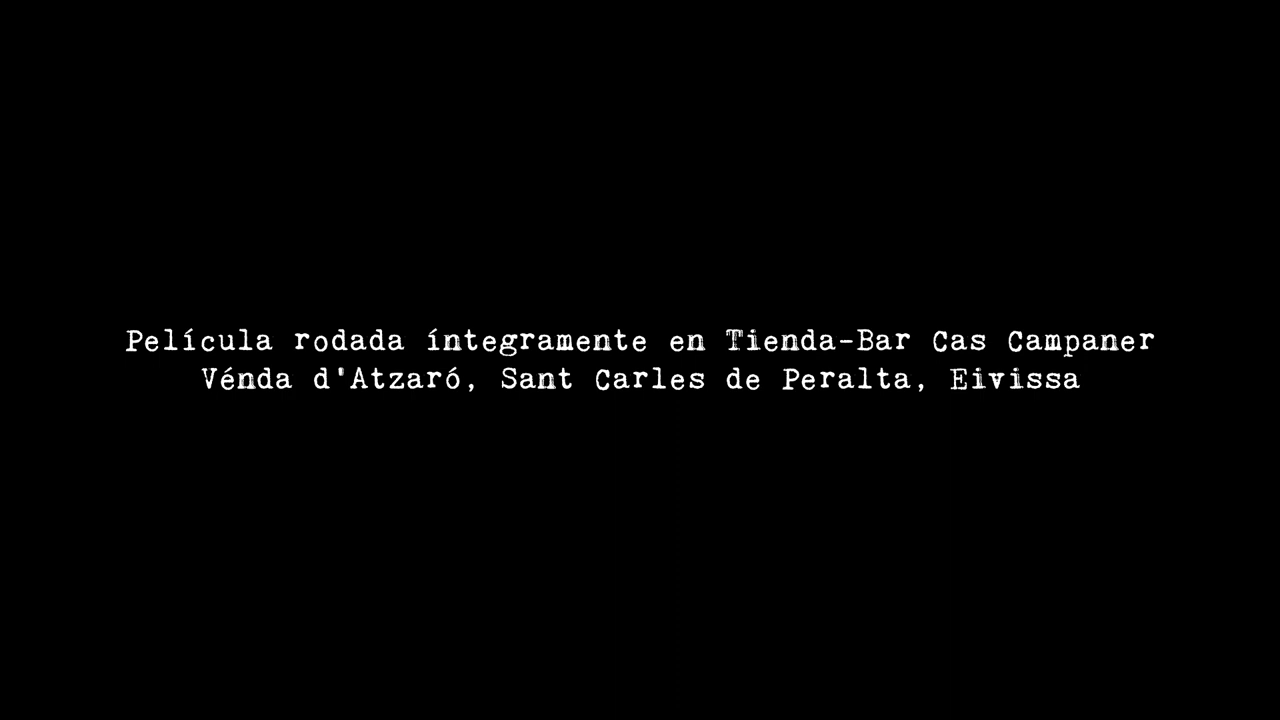 Película rodada íntegramente en Tienda-Bar Cas Campaner
Vénda d'Atzaró, Sant Carles de Peralta, Eivissa